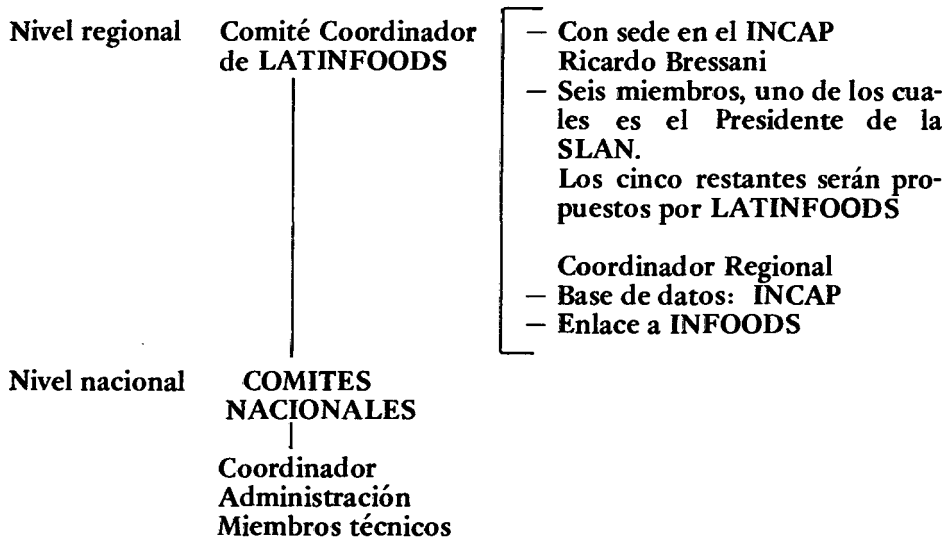 Nivel regional Comité Coordinador
de LATINFOODS
— Con sede en el INCAP
Ricardo Bressani
— Seis miembros, uno de los cua-
les es el Presidente de la
SLAN.
Los cinco restantes serán pro-
puestos por LATINFOODS
Coordinador Regional
— Base de datos: INCAP
— Enlace a INFOODS
Nivel nacional COMITES
NACIONALES
Coordinador
Administración
Miembros técnicos